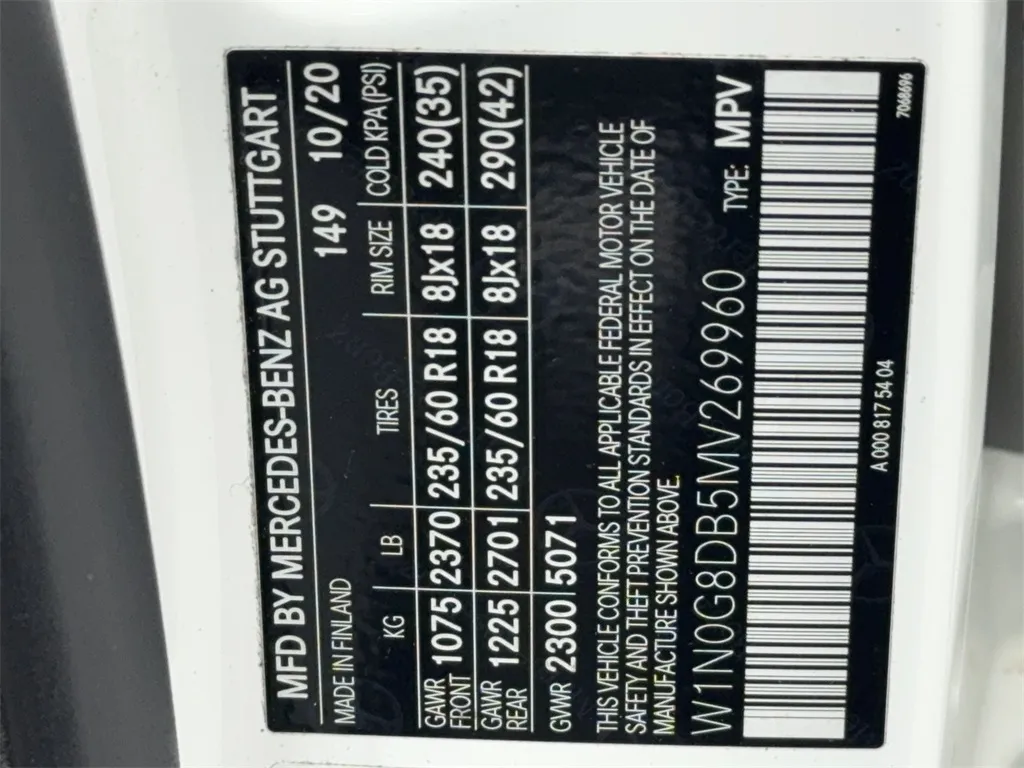 MFD BY MERCEDES-BENZ AG STUTTGART
MADE IN FINLAND 149 10/20
KG LB TIRES RIM SIZE COLD KPA(PSI)
GAWR FRONT 1075 2370 235/60 R18 8Jx18 240(35)
GAWR REAR 1225 2701 235/60 R18 8Jx18 290(42)
GVWR 2300 5071
THIS VEHICLE CONFORMS TO ALL APPLICABLE FEDERAL MOTOR VEHICLE
SAFETY AND THEFT PREVENTION STANDARDS IN EFFECT ON THE DATE OF
MANUFACTURE SHOWN ABOVE.
W1N0G8DB5MV269960 TYPE: MPV
A 000 817 54 04
7068696